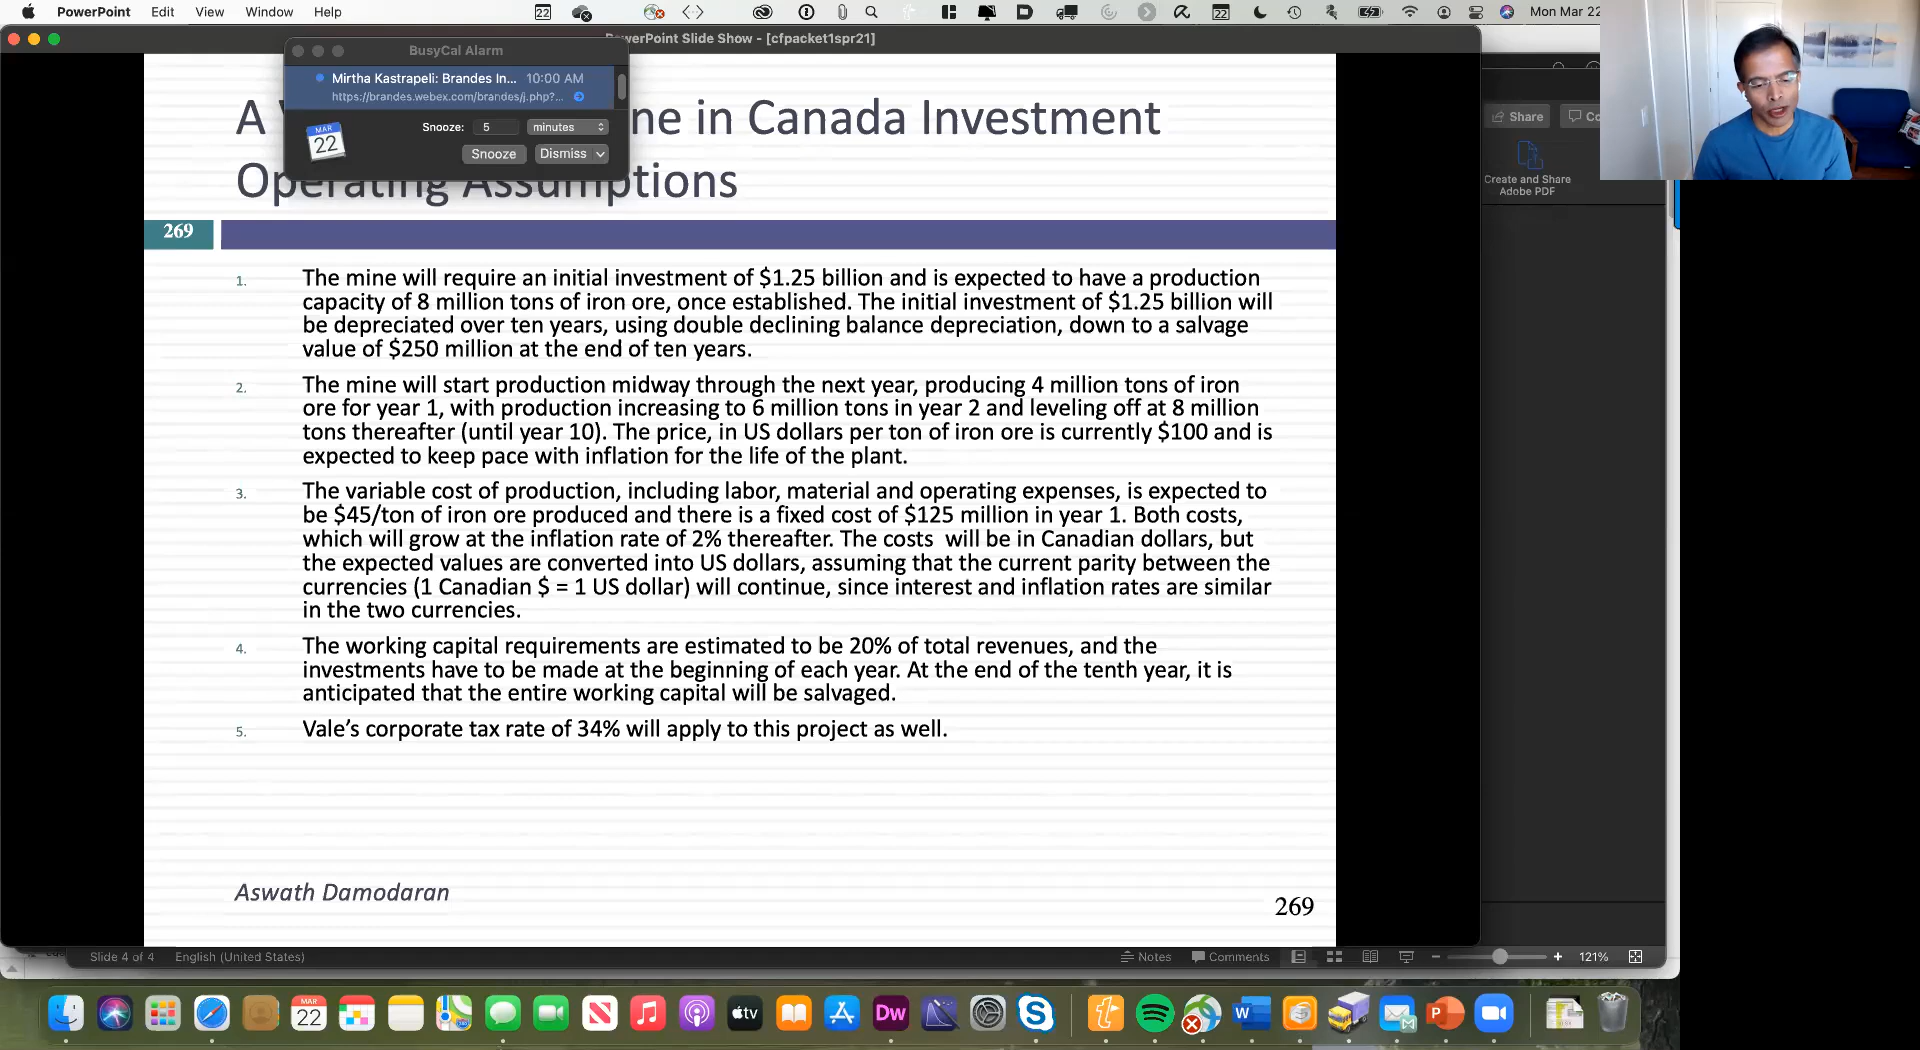 PowerPoint Edit View Window Help
22
22
Mon Mar 22
PowerPoint Slide Show - [cfpacket1spr21]
BusyCal Alarm
Mirtha Kastrapeli: Brandes In... 10:00 AM
https://brandes.webex.com/brandes/j.php?...
MAR
22
Snooze: 5 minutes
Snooze Dismiss
A V ne in Canada Investment
Operating Assumptions
Share
Co
Create and Share
Adobe PDF
269
1. The mine will require an initial investment of $1.25 billion and is expected to have a production
capacity of 8 million tons of iron ore, once established. The initial investment of $1.25 billion will
be depreciated over ten years, using double declining balance depreciation, down to a salvage
value of $250 million at the end of ten years.
2. The mine will start production midway through the next year, producing 4 million tons of iron
ore for year 1, with production increasing to 6 million tons in year 2 and leveling off at 8 million
tons thereafter (until year 10). The price, in US dollars per ton of iron ore is currently $100 and is
expected to keep pace with inflation for the life of the plant.
3. The variable cost of production, including labor, material and operating expenses, is expected to
be $45/ton of iron ore produced and there is a fixed cost of $125 million in year 1. Both costs,
which will grow at the inflation rate of 2% thereafter. The costs will be in Canadian dollars, but
the expected values are converted into US dollars, assuming that the current parity between the
currencies (1 Canadian $ = 1 US dollar) will continue, since interest and inflation rates are similar
in the two currencies.
4. The working capital requirements are estimated to be 20% of total revenues, and the
investments have to be made at the beginning of each year. At the end of the tenth year, it is
anticipated that the entire working capital will be salvaged.
5. Vale's corporate tax rate of 34% will apply to this project as well.
Aswath Damodaran
269
Slide 4 of 4 English (United States)
Notes Comments 121%
MAR
22
tv
Dw
W
P